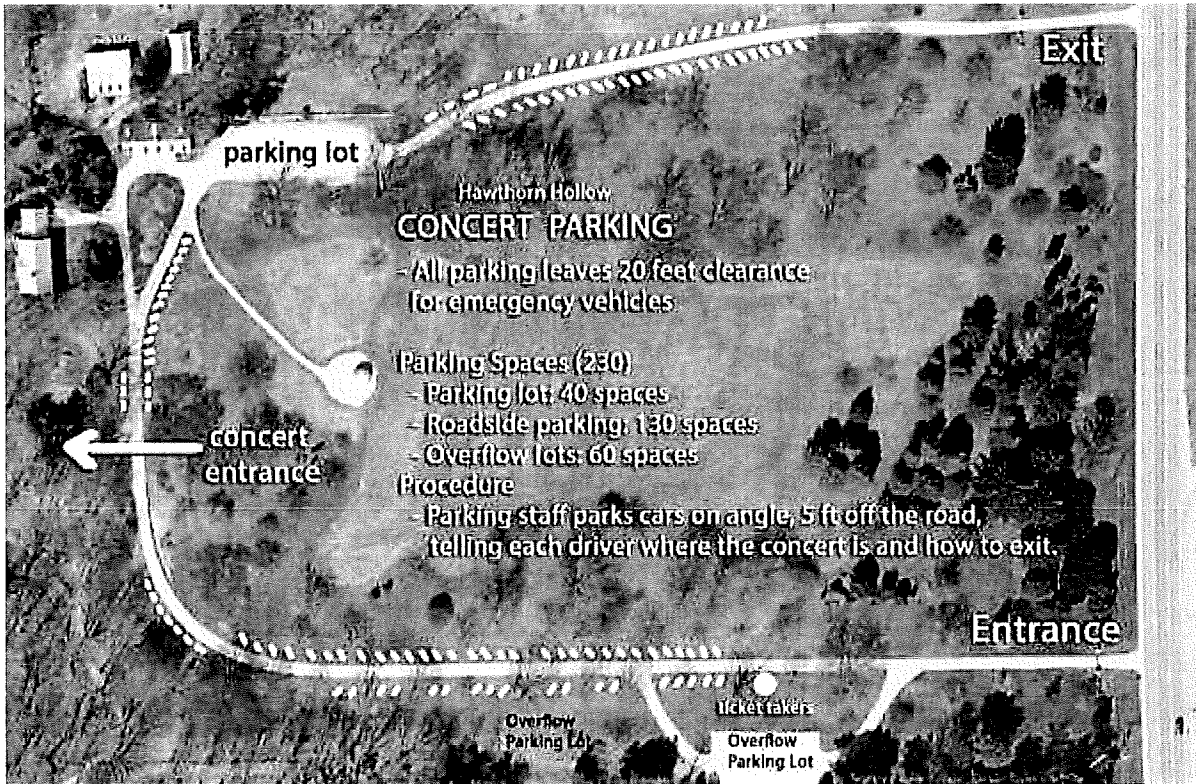 Exit
parking lot
Hawthorn Hollow
CONCERT PARKING
- All parking leaves 20 feet clearance
for emergency vehicles
Parking Spaces (230)
- Parking lot: 40 spaces
- Roadside parking: 130 spaces
- Overflow lots: 60 spaces
Procedure
- Parking staff parks cars on angle, 5 ft off the road,
telling each driver where the concert is and how to exit.
concert
entrance
Entrance
ticket takers
Overflow
Parking Lot
Overflow
Parking Lot